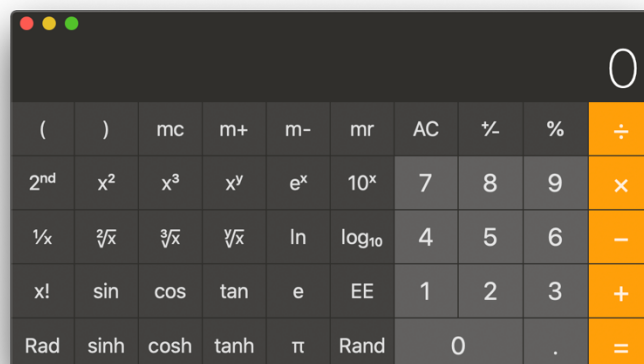 0
( ) mc m+ m- mr AC ⁺⁄₋ % ÷
2ⁿᵈ x² x³ xʸ eˣ 10ˣ 7 8 9 ×
¹⁄x ²√x ³√x ʸ√x ln log₁₀ 4 5 6 −
x! sin cos tan e EE 1 2 3 +
Rad sinh cosh tanh π Rand 0 . =